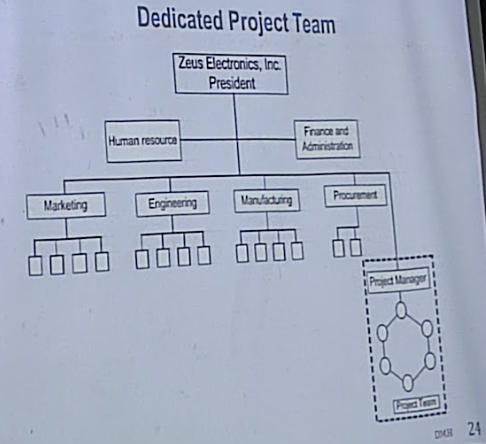 Dedicated Project Team
Zeus Electronics, Inc.
President
Human resource
Finance and
Administration
Marketing
Engineering
Manufacturing
Procurement
Project Manager
Project Team
DMH 24